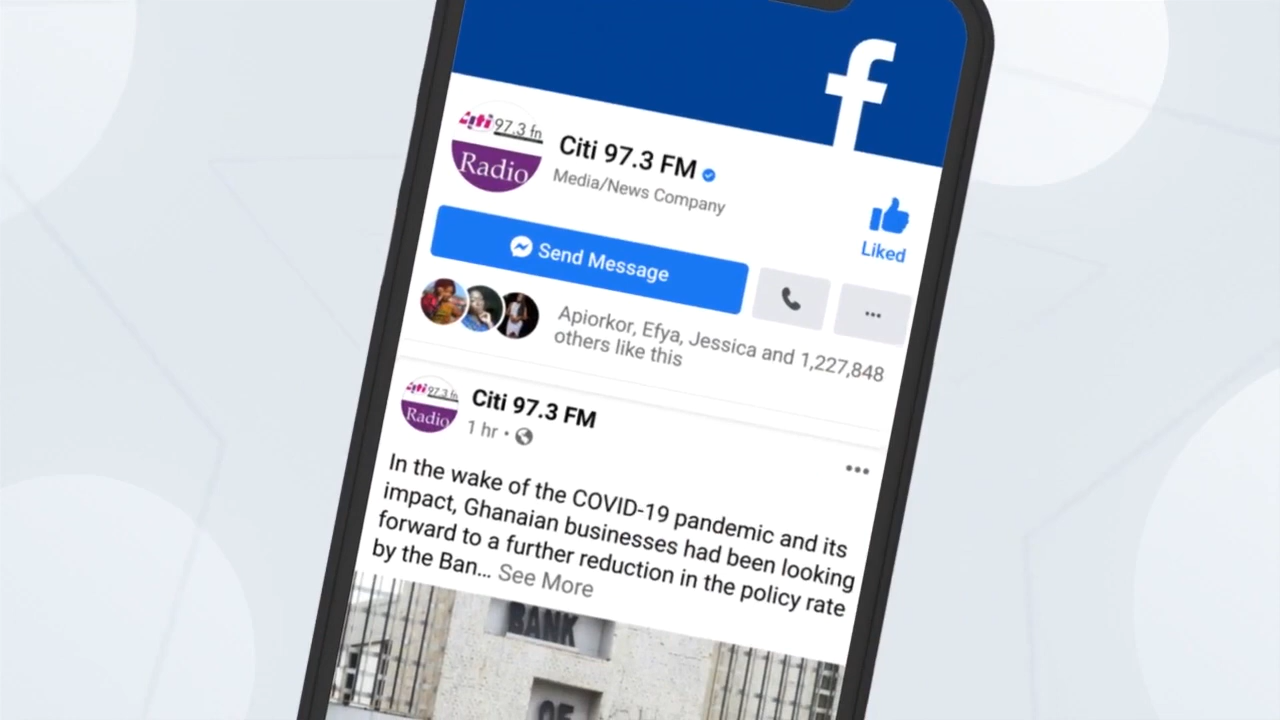 f
citi 97.3 fm
Radio
Citi 97.3 FM
Media/News Company
Liked
Send Message
Apiorkor, Efya, Jessica and 1,227,848
others like this
citi 97.3 fm
Radio
Citi 97.3 FM
1 hr •
In the wake of the COVID-19 pandemic and its
impact, Ghanaian businesses had been looking
forward to a further reduction in the policy rate
by the Ban... See More
BANK
OF